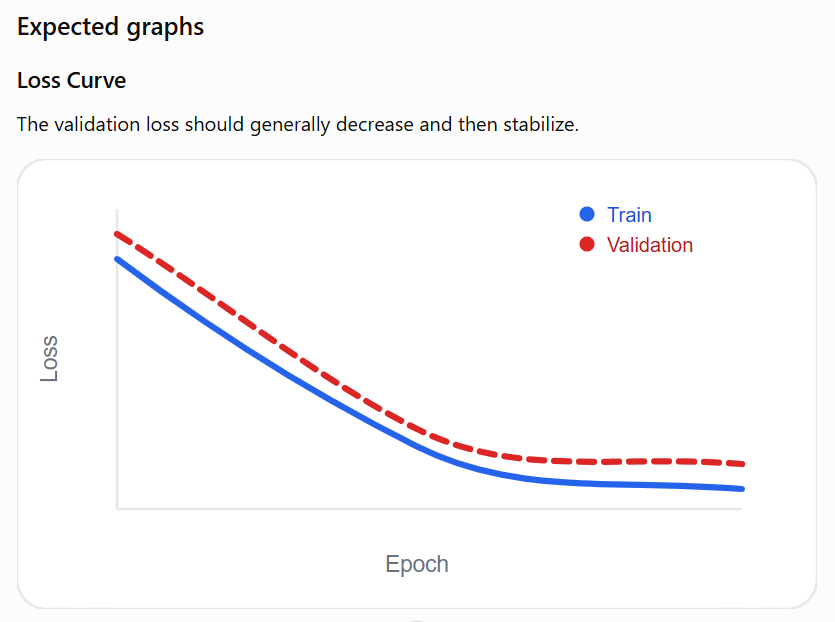 Expected graphs
Loss Curve
The validation loss should generally decrease and then stabilize.
Train
Validation
Loss
Epoch